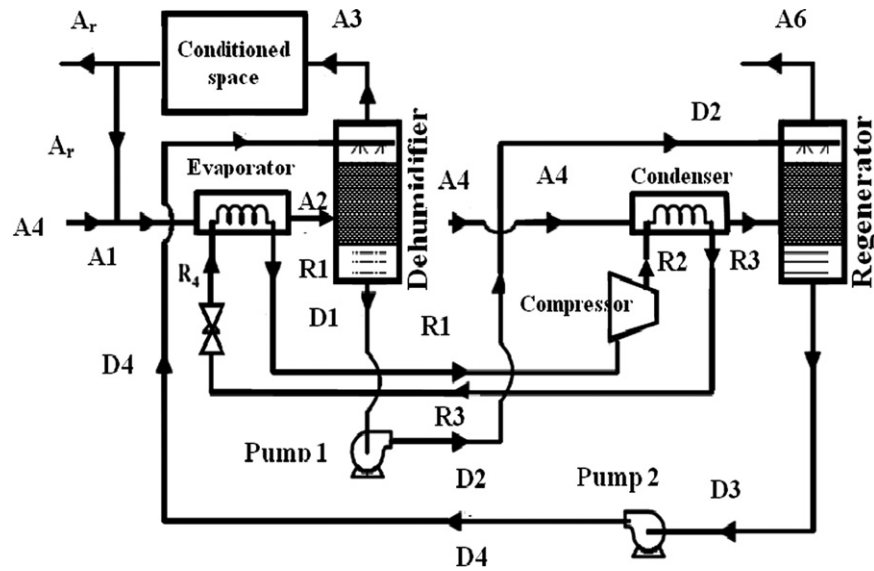 Ar
A3
A6
Conditioned
space
D2
Ar
Evaporator
Dehumidifier
A4
A4
Condenser
Regenerator
A2
A4
A1
R4
R1
R2
R3
Compressor
D1
R1
D4
R3
Pump 1
D2
Pump 2
D3
D4